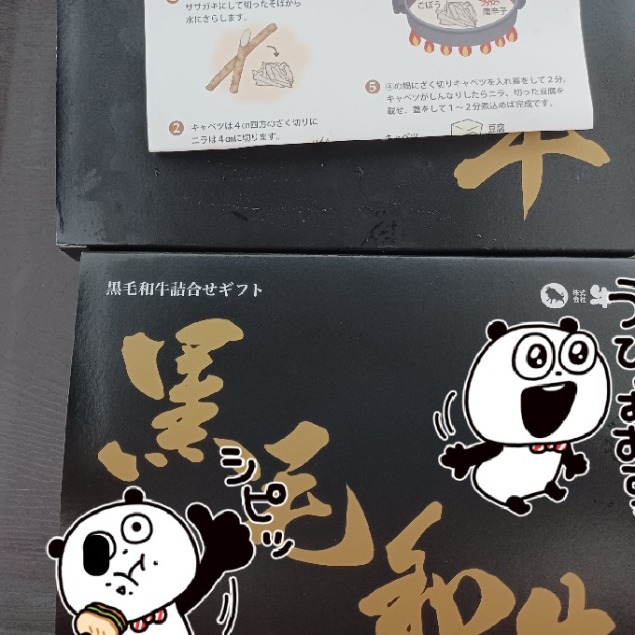 ササガキにして切ったそばから
水にさらします。
ごぼう
唐辛子
5 ④の鍋にざく切りキャベツを入れ蓋をして2分。
キャベツがしんなりしたらニラ、切った豆腐を
載せ、蓋をして1〜2分煮込めば完成です。
2 キャベツは4㎝四方のざく切りに
ニラは4㎝に切ります。
キャベツ
豆腐
牛
黒毛和牛詰合せギフト
株式
会社
黒毛和牛
シピッ